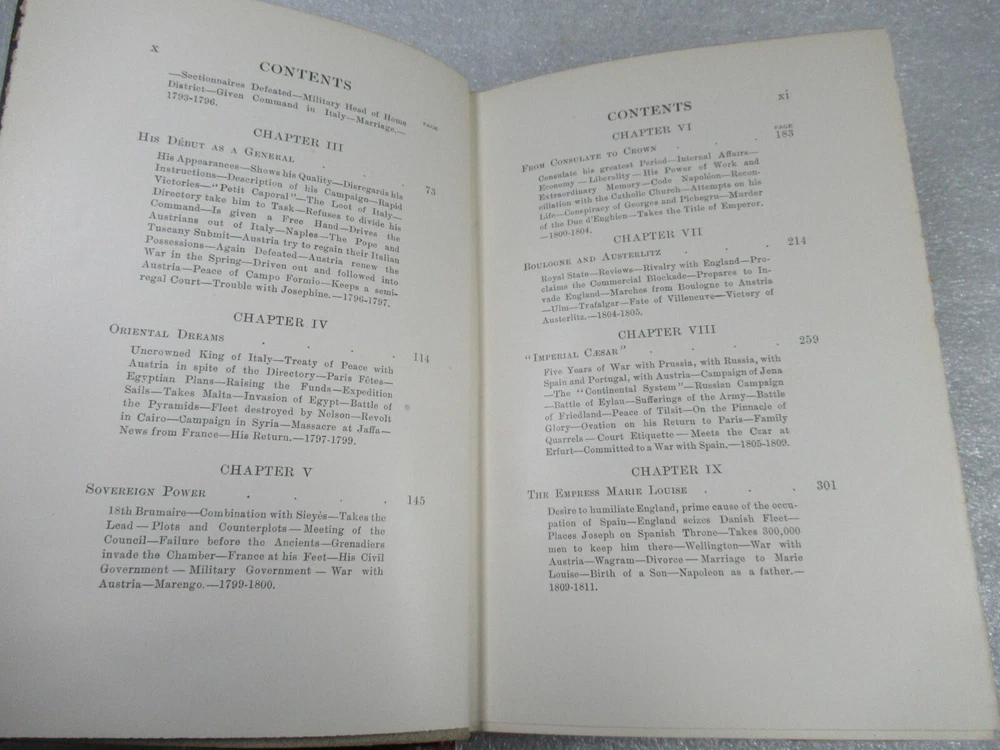 x
CONTENTS
PAGE
—Sectionnaires Defeated—Military Head of Home
District—Given Command in Italy—Marriage.—
1793-1796.
CHAPTER III
His Début as a General . . . 73
His Appearances—Shows his Quality—Disregards his
Instructions—Description of his Campaign—Rapid
Victories—"Petit Caporal"—The Loot of Italy—
Directory take him to Task—Refuses to divide his
Command—Is given a Free Hand—Drives the
Austrians out of Italy—Naples—The Pope and
Tuscany Submit—Austria try to regain their Italian
Possessions—Again Defeated—Austria renew the
War in the Spring—Driven out and followed into
Austria—Peace of Campo Formio—Keeps a semi-
regal Court—Trouble with Josephine.—1796-1797.
CHAPTER IV
Oriental Dreams . . . . 114
Uncrowned King of Italy—Treaty of Peace with
Austria in spite of the Directory—Paris Fêtes—
Egyptian Plans—Raising the Funds—Expedition
Sails—Takes Malta—Invasion of Egypt—Battle of
the Pyramids—Fleet destroyed by Nelson—Revolt
in Cairo—Campaign in Syria—Massacre at Jaffa—
News from France—His Return.—1797-1799.
CHAPTER V
Sovereign Power . . . . 145
18th Brumaire—Combination with Sieyès—Takes the
Lead—Plots and Counterplots—Meeting of the
Council—Failure before the Ancients—Grenadiers
invade the Chamber—France at his Feet—His Civil
Government—Military Government—War with
Austria—Marengo.—1799-1800.
CONTENTS
xi
CHAPTER VI
PAGE
From Consulate to Crown . . 183
Consulate his greatest Period—Internal Affairs—
Economy—Liberality—His Power of Work and
Extraordinary Memory—Code Napoléon—Recon-
ciliation with the Catholic Church—Attempts on his
Life—Conspiracy of Georges and Pichegru—Murder
of the Duc d'Enghien—Takes the Title of Emperor.
—1800-1804.
CHAPTER VII
Boulogne and Austerlitz . . . 214
Royal State—Reviews—Rivalry with England—Pro-
claims the Commercial Blockade—Prepares to In-
vade England—Marches from Boulogne to Austria
—Ulm—Trafalgar—Fate of Villeneuve—Victory of
Austerlitz.—1804-1805.
CHAPTER VIII
"Imperial Cæsar" . . . . 259
Five Years of War with Prussia, with Russia, with
Spain and Portugal, with Austria—Campaign of Jena
—The "Continental System"—Russian Campaign
—Battle of Eylau—Sufferings of the Army—Battle
of Friedland—Peace of Tilsit—On the Pinnacle of
Glory—Ovation on his Return to Paris—Family
Quarrels—Court Etiquette—Meets the Czar at
Erfurt—Committed to a War with Spain.—1805-1809.
CHAPTER IX
The Empress Marie Louise . . . 301
Desire to humiliate England, prime cause of the occu-
pation of Spain—England seizes Danish Fleet—
Places Joseph on Spanish Throne—Takes 300,000
men to keep him there—Wellington—War with
Austria—Wagram—Divorce—Marriage to Marie
Louise—Birth of a Son—Napoleon as a father.—
1809-1811.